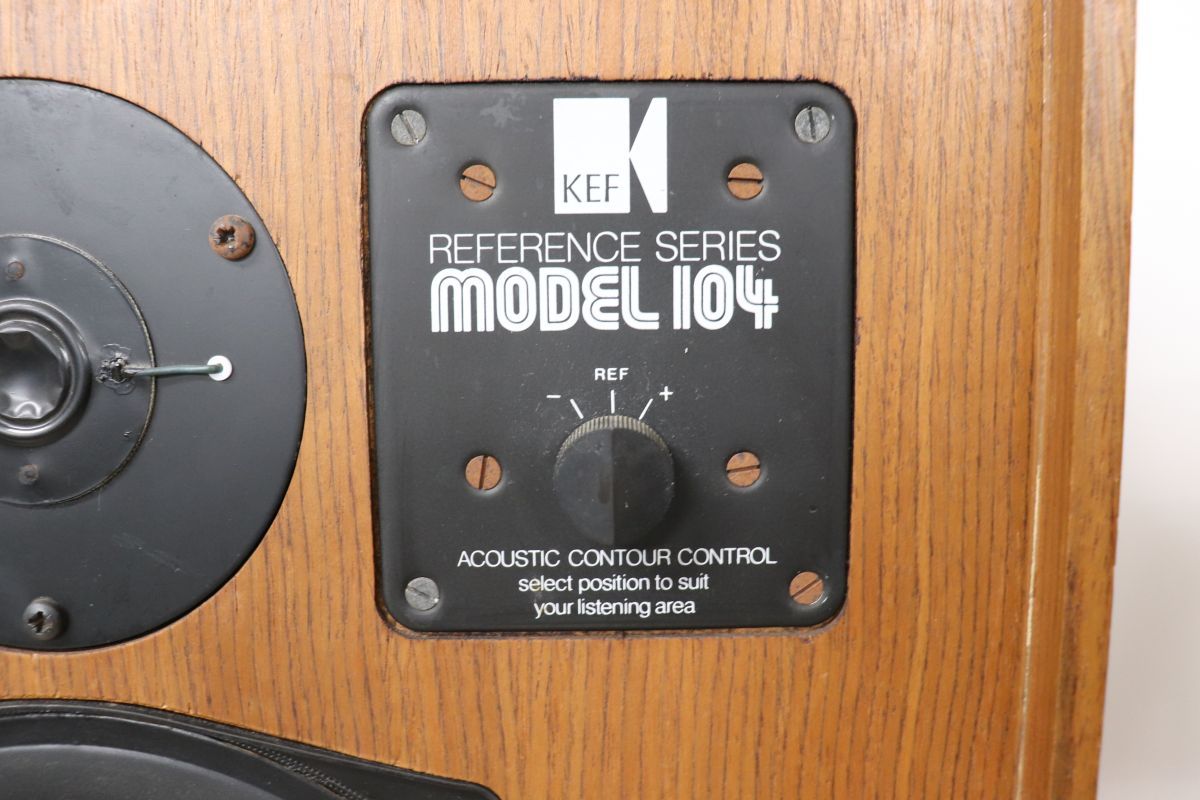 KEF
REFERENCE SERIES
MODEL 104
REF
- +
ACOUSTIC CONTOUR CONTROL
select position to suit
your listening area